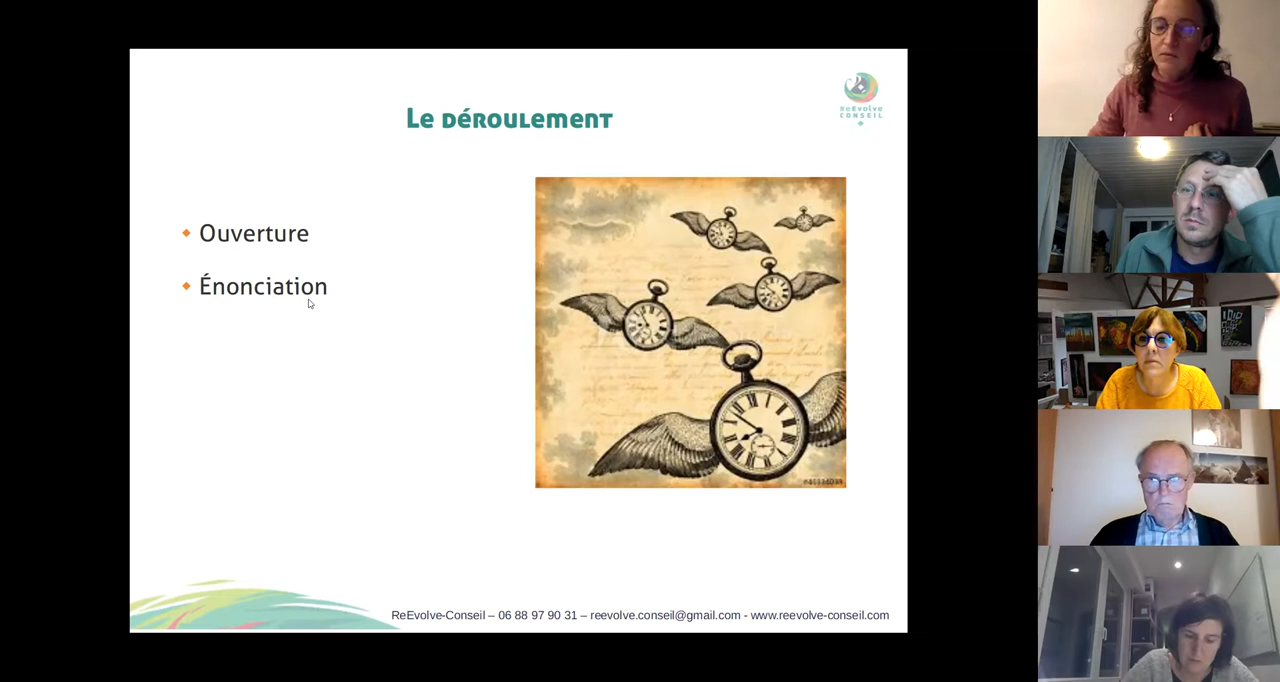 Le déroulement
ReEvolve
CONSEIL
Ouverture
Énonciation
ReEvolve-Conseil – 06 88 97 90 31 – reevolve.conseil@gmail.com - www.reevolve-conseil.com